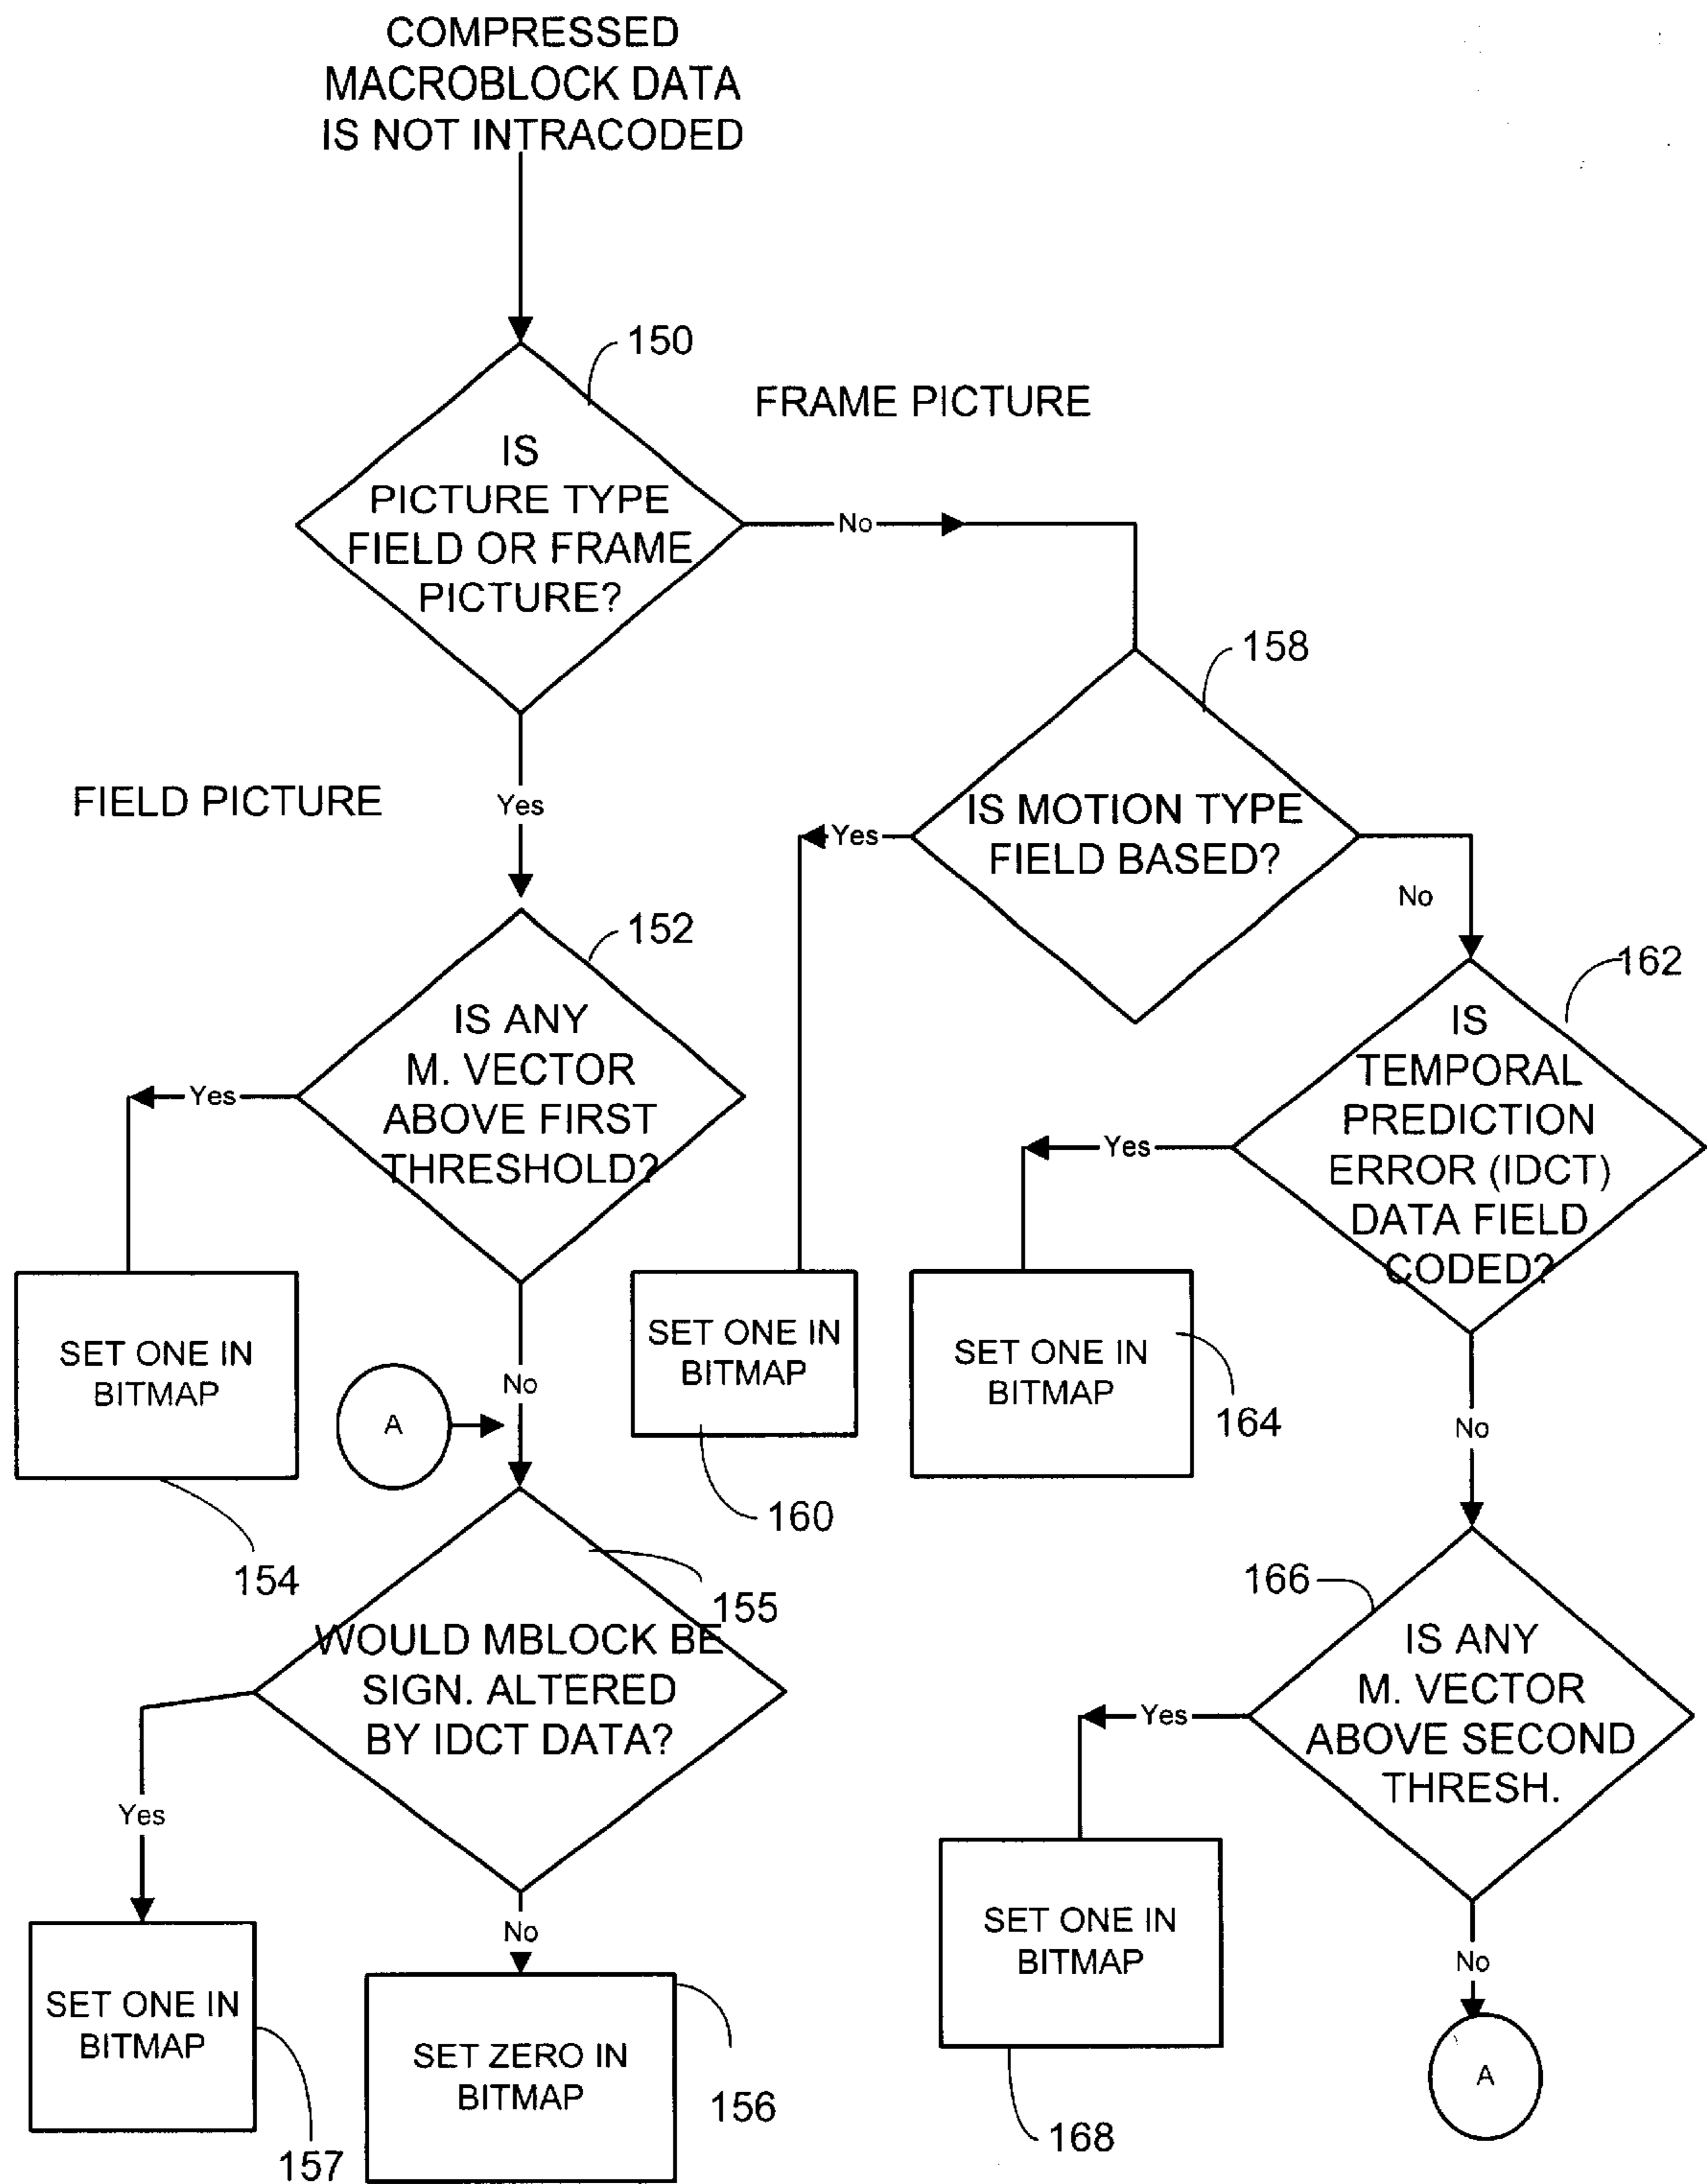 COMPRESSED
MACROBLOCK DATA
IS NOT INTRACODED
150
FRAME PICTURE
IS
PICTURE TYPE
FIELD OR FRAME
PICTURE?
No
158
FIELD PICTURE
Yes
IS MOTION TYPE
FIELD BASED?
Yes
No
152
IS ANY
M. VECTOR
ABOVE FIRST
THRESHOLD?
Yes
162
IS
TEMPORAL
PREDICTION
ERROR (IDCT)
DATA FIELD
CODED?
Yes
SET ONE IN
BITMAP
154
No
A
SET ONE IN
BITMAP
160
SET ONE IN
BITMAP
164
No
155
WOULD MBLOCK BE
SIGN. ALTERED
BY IDCT DATA?
166
IS ANY
M. VECTOR
ABOVE SECOND
THRESH.
Yes
Yes
No
SET ONE IN
BITMAP
157
SET ZERO IN
BITMAP
156
SET ONE IN
BITMAP
168
No
A